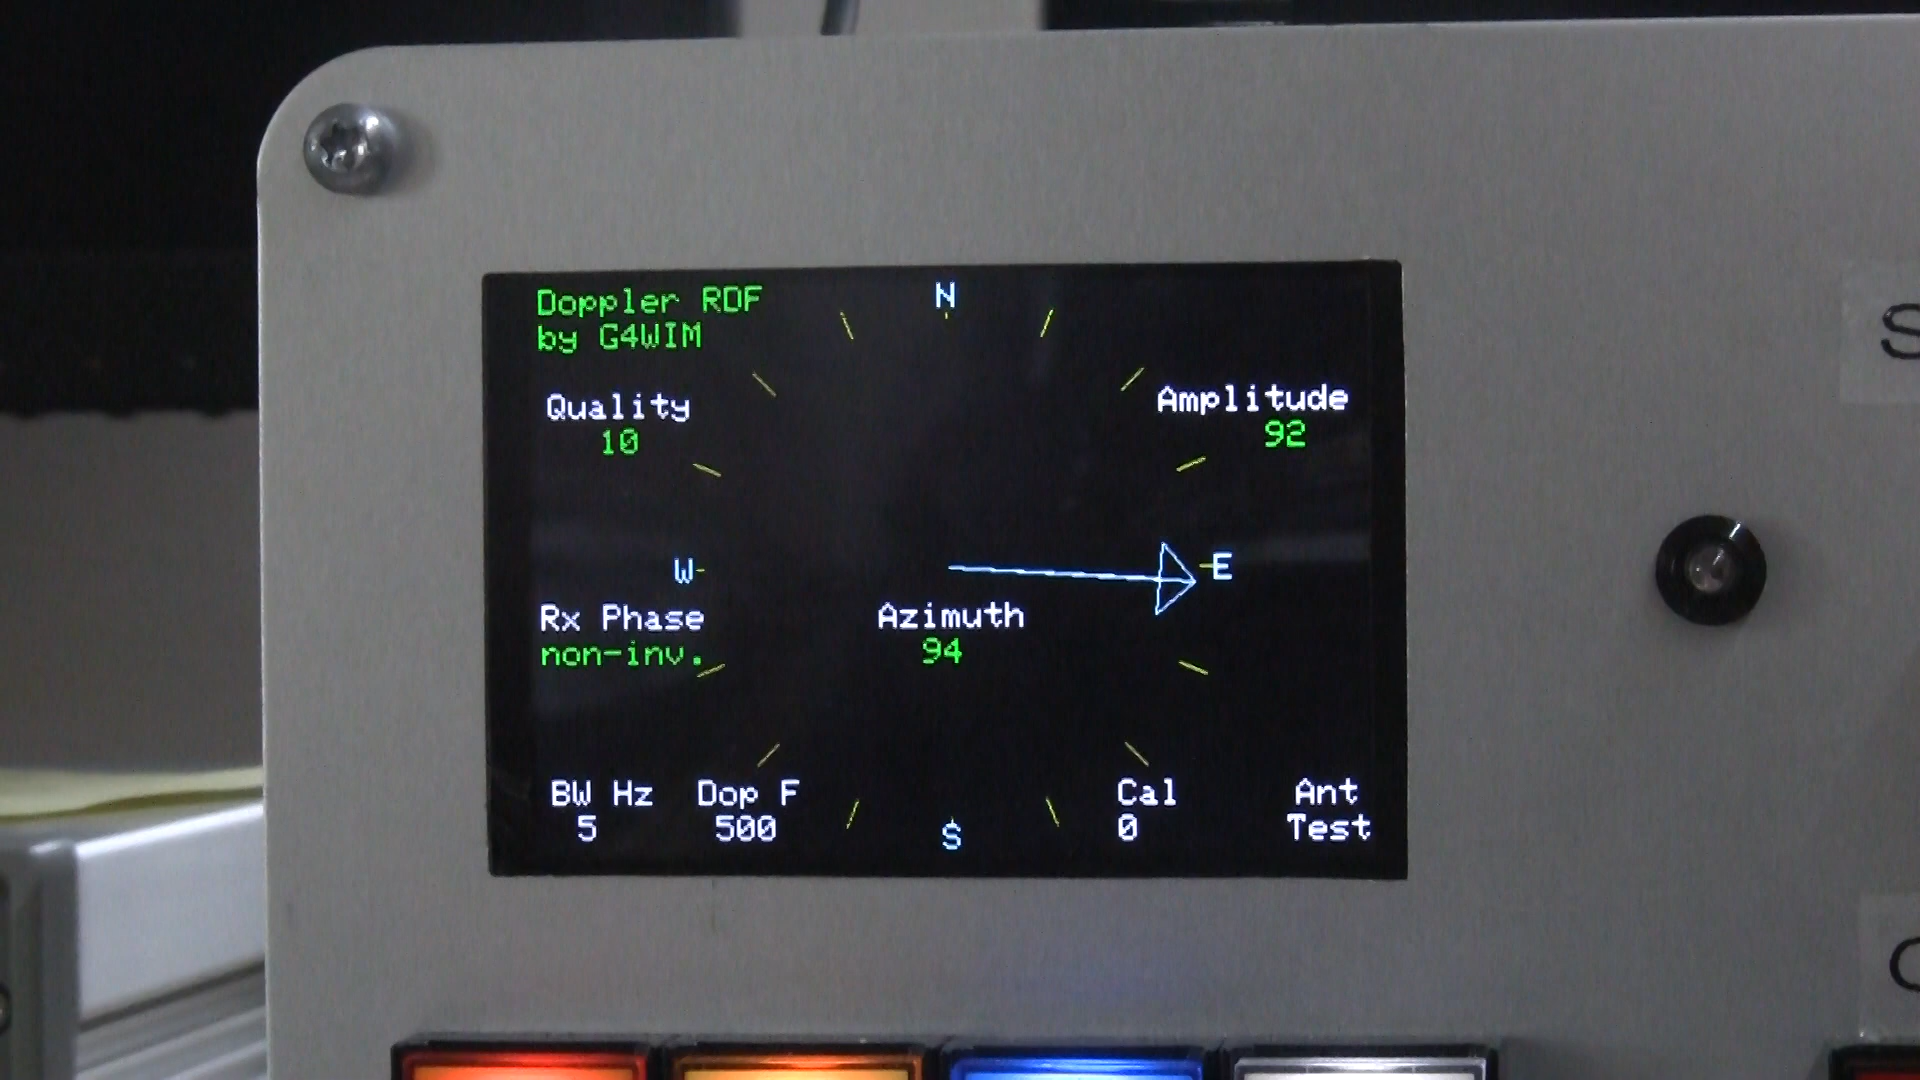 Doppler RDF
by G4WIM
N
Quality
10
Amplitude
92
W
E
Rx Phase
non-inv.
Azimuth
94
BW Hz
5
Dop F
500
S
Cal
0
Ant
Test
S